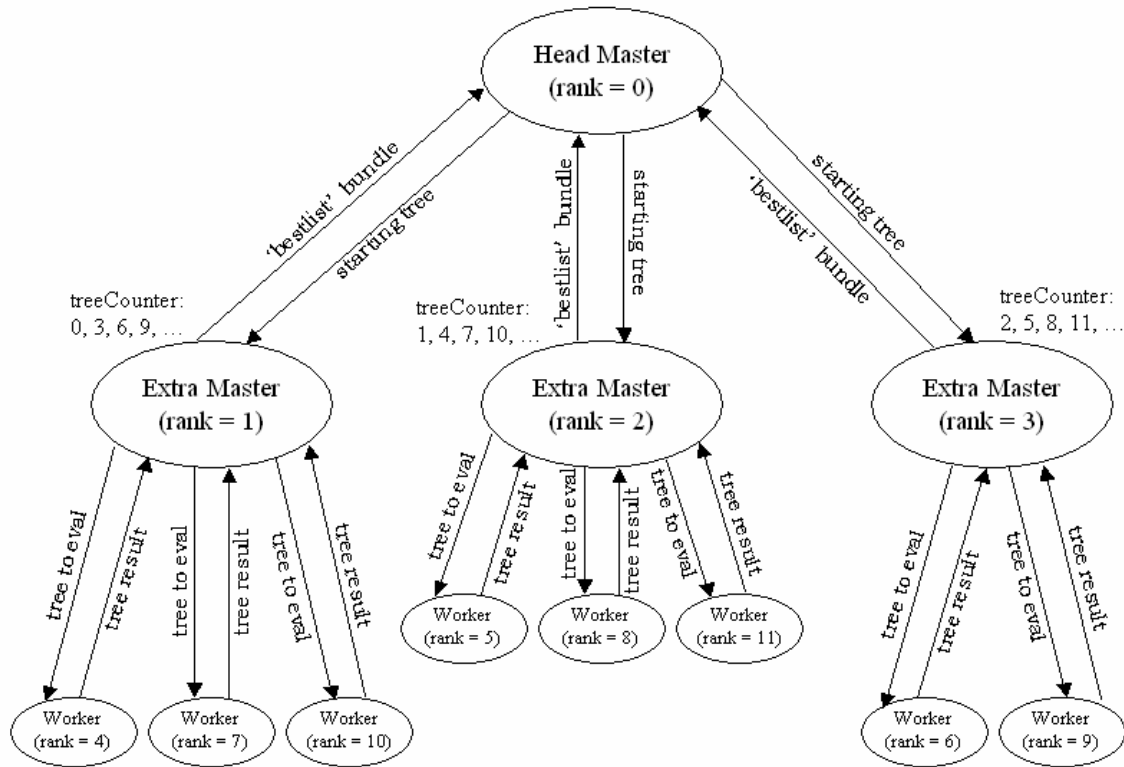 Head Master
(rank = 0)
'bestlist' bundle
starting tree
'bestlist' bundle
starting tree
starting tree
'bestlist' bundle
treeCounter:
0, 3, 6, 9, ...
treeCounter:
1, 4, 7, 10, ...
treeCounter:
2, 5, 8, 11, ...
Extra Master
(rank = 1)
Extra Master
(rank = 2)
Extra Master
(rank = 3)
tree to eval
tree result
tree to eval
tree result
tree to eval
tree result
tree to eval
tree result
tree to eval
tree result
tree to eval
tree result
tree to eval
tree result
tree to eval
tree result
Worker
(rank = 5)
Worker
(rank = 8)
Worker
(rank = 11)
Worker
(rank = 4)
Worker
(rank = 7)
Worker
(rank = 10)
Worker
(rank = 6)
Worker
(rank = 9)